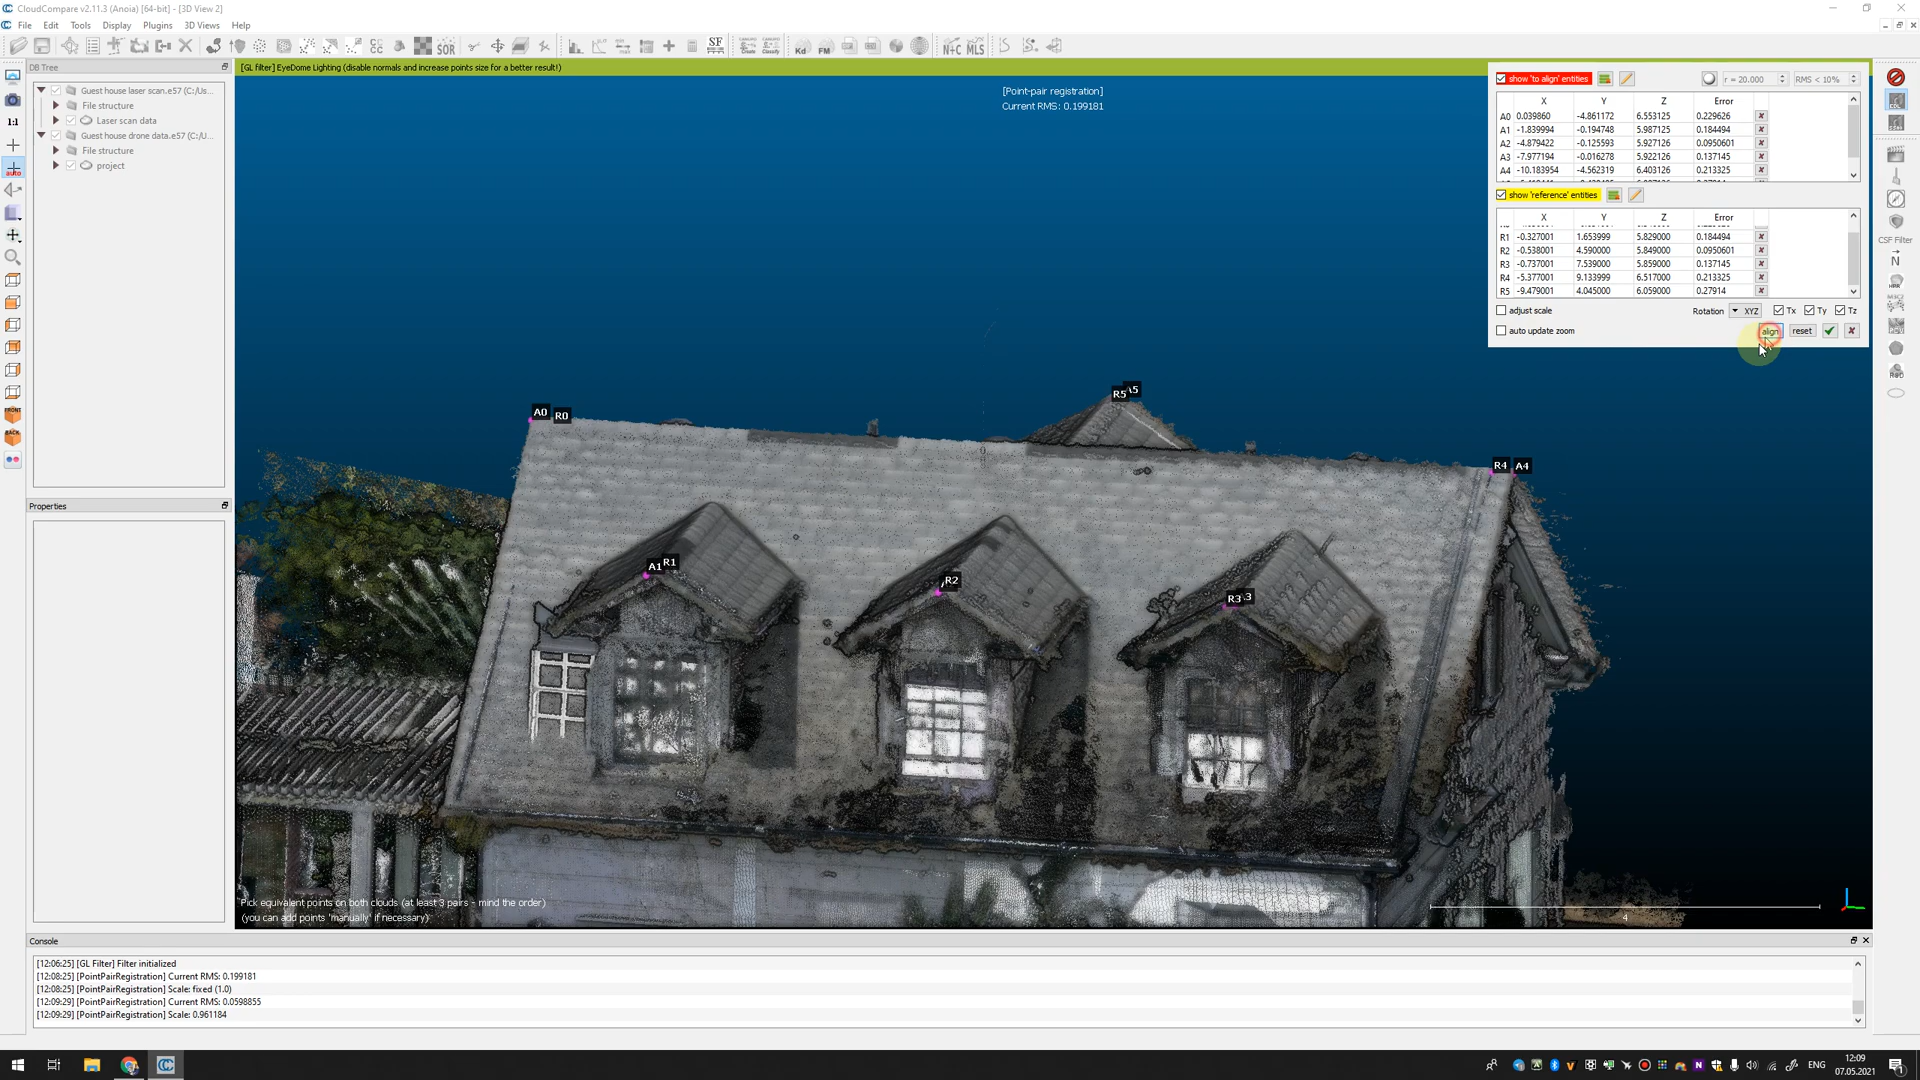 CloudCompare v2.11.3 (Anoia) [64-bit] - [3D View 2]
File Edit Tools Display Plugins 3D Views Help
SOR SF Kd FM N+C MLS
DB Tree
Guest house laser scan.e57 (C:/Us...
File structure
Laser scan data
Guest house drone data.e57 (C:/U...
File structure
project
1:1
auto
FRONT
BACK
Properties
[GL filter] EyeDome Lighting (disable normals and increase points size for a better result!)
[Point-pair registration]
Current RMS: 0.199181
show 'to align' entities r = 20.000 RMS < 10%
X Y Z Error
A0 0.039860 -4.861172 6.553125 0.229626
A1 -1.839994 -0.194748 5.987125 0.184494
A2 -4.879422 -0.125593 5.927126 0.0950601
A3 -7.977194 -0.016278 5.922126 0.137145
A4 -10.183954 -4.562319 6.403126 0.213325
show 'reference' entities
X Y Z Error
R1 -0.327001 1.653999 5.829000 0.184494
R2 -0.538001 4.590000 5.849000 0.0950601
R3 -0.737001 7.539000 5.859000 0.137145
R4 -5.377001 9.133999 6.517000 0.213325
R5 -9.479001 4.045000 6.059000 0.27914
adjust scale Rotation XYZ Tx Ty Tz
auto update zoom align reset
CSF Filter
N
A0 R0
R5
R4 A4
A1 R1
R2
R3
Pick equivalent points on both clouds (at least 3 pairs - mind the order)
(you can add points 'manually' if necessary)
4
Console
[12:06:25] [GL Filter] Filter initialized
[12:08:25] [PointPairRegistration] Current RMS: 0.199181
[12:08:25] [PointPairRegistration] Scale: fixed (1.0)
[12:09:29] [PointPairRegistration] Current RMS: 0.0598855
[12:09:29] [PointPairRegistration] Scale: 0.961184
ENG
12:09
07.05.2021